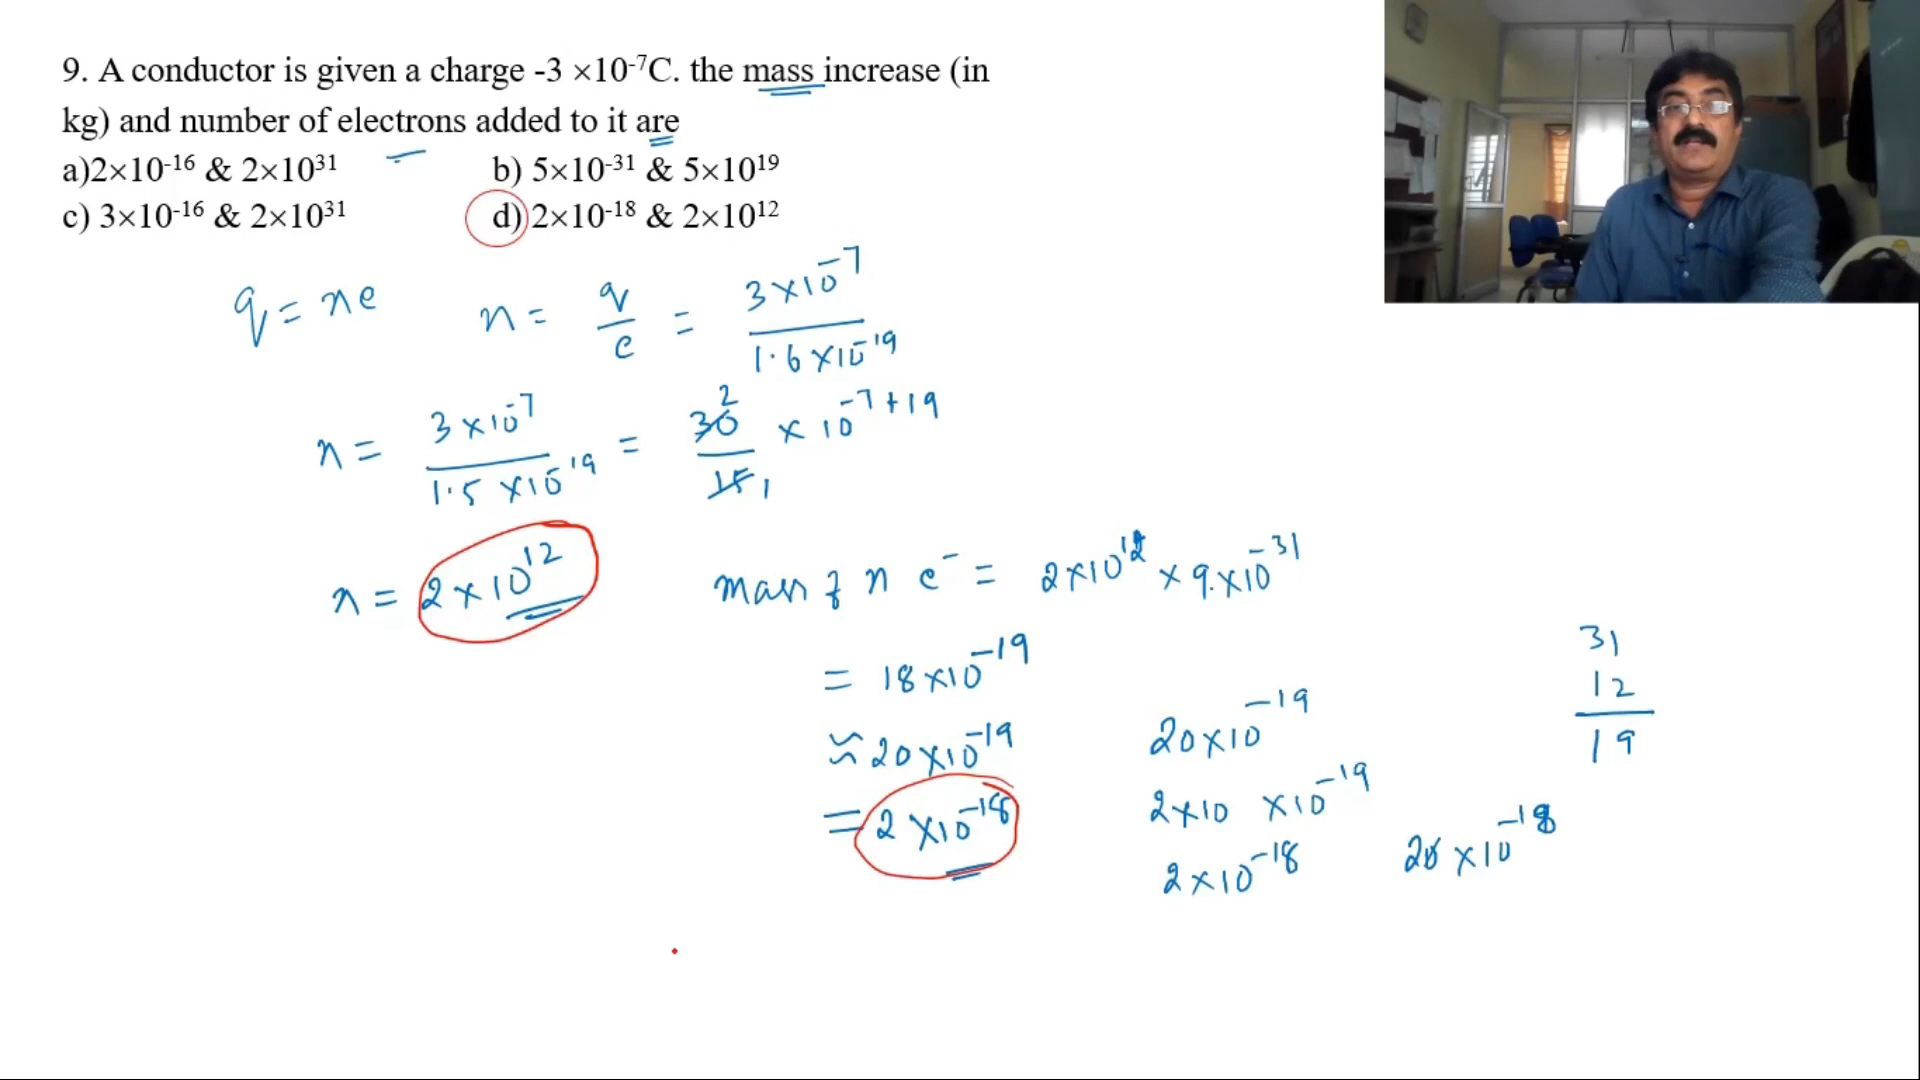 9. A conductor is given a charge -3 ×10⁻⁷C. the mass increase (in
kg) and number of electrons added to it are
a)2×10⁻¹⁶ & 2×10³¹ b) 5×10⁻³¹ & 5×10¹⁹
c) 3×10⁻¹⁶ & 2×10³¹ d) 2×10⁻¹⁸ & 2×10¹²
q = ne n = q/e = 3×10⁻⁷ / 1.6×10⁻¹⁹
n = 3×10⁻⁷ / 1.5×10⁻¹⁹ = 30 2 / 15 1 × 10⁻⁷⁺¹⁹
n = 2×10¹² mass of n e⁻ = 2×10¹² × 9.×10⁻³¹
= 18×10⁻¹⁹
≈ 20×10⁻¹⁹
= 2×10⁻¹⁸
20×10⁻¹⁹
2×10 ×10⁻¹⁹
2×10⁻¹⁸
20×10⁻¹⁸
31
12
19